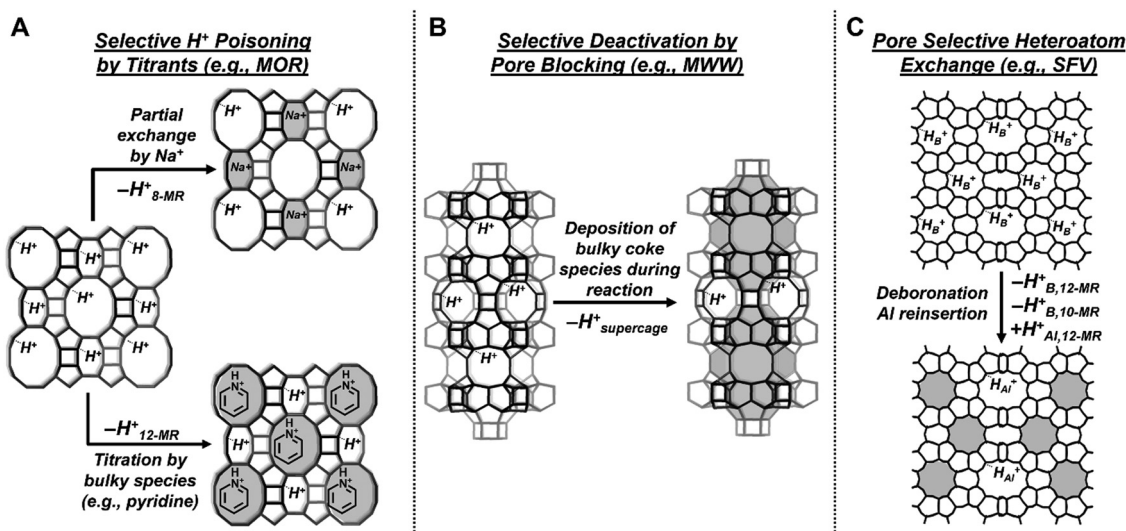 A
Selective H+ Poisoning
by Titrants (e.g., MOR)
Partial
exchange
by Na+
–H+8-MR
H+
H+
Na+
Na+
Na+
Na+
H+
H+
H+
H+
H+
H+
H+
H+
H+
H+
H+
–H+12-MR
Titration by
bulky species
(e.g., pyridine)
H
N+
H+
H
N+
H+
H
N+
H+
H
N+
H+
H
N+
B
Selective Deactivation by
Pore Blocking (e.g., MWW)
H+
H+
H+
H+
Deposition of
bulky coke
species during
reaction
–H+supercage
H+
H+
C
Pore Selective Heteroatom
Exchange (e.g., SFV)
HB+
HB+
HB+
HB+
HB+
HB+
HB+
HB+
Deboronation
Al reinsertion
–H+B,12-MR
–H+B,10-MR
+H+Al,12-MR
HAl+
HAl+